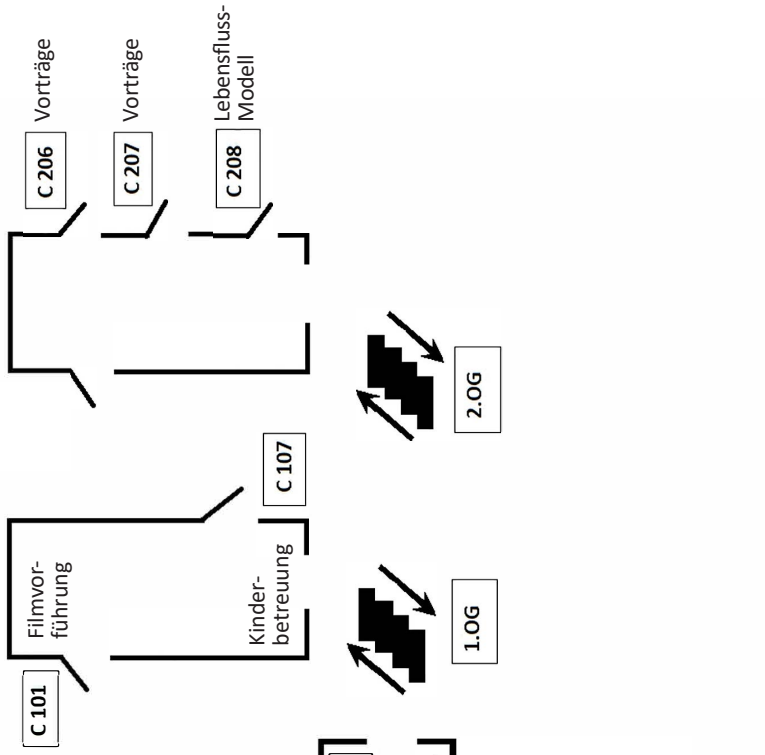 C 206
Vorträge
C 207
Vorträge
C 208
Lebensfluss-
Modell
2.OG
C 101
Filmvor-
führung
Kinder-
betreuung
C 107
1.OG